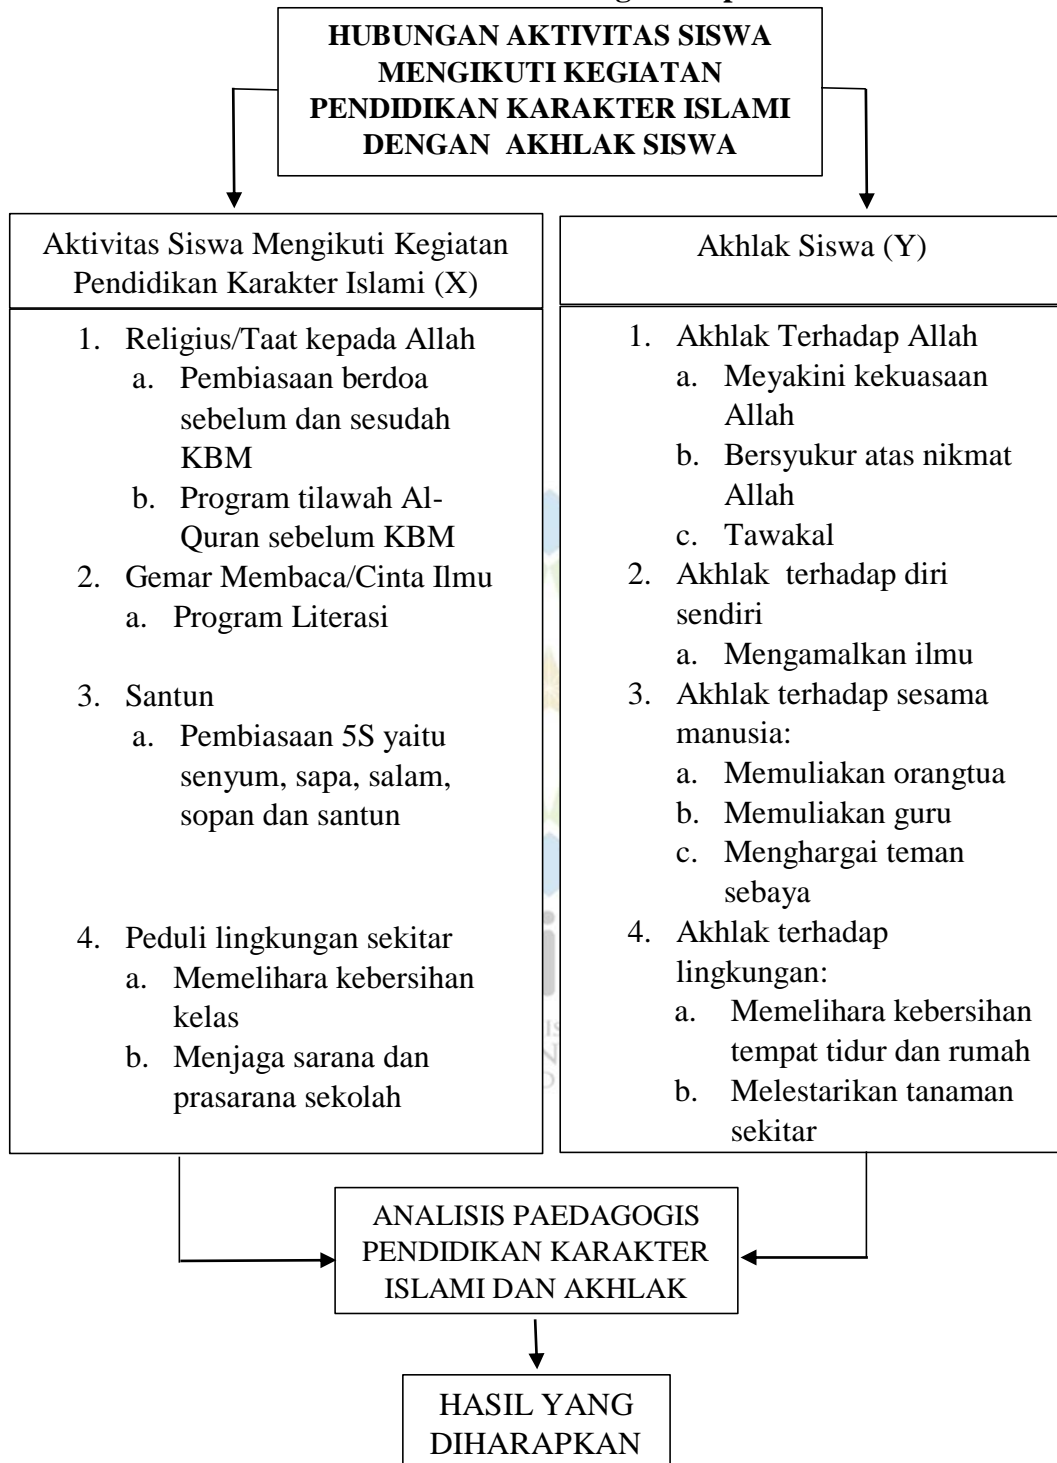 HUBUNGAN AKTIVITAS SISWA
MENGIKUTI KEGIATAN
PENDIDIKAN KARAKTER ISLAMI
DENGAN AKHLAK SISWA
Aktivitas Siswa Mengikuti Kegiatan
Pendidikan Karakter Islami (X)
1. Religius/Taat kepada Allah
a. Pembiasaan berdoa
sebelum dan sesudah
KBM
b. Program tilawah Al-
Quran sebelum KBM
2. Gemar Membaca/Cinta Ilmu
a. Program Literasi
3. Santun
a. Pembiasaan 5S yaitu
senyum, sapa, salam,
sopan dan santun
4. Peduli lingkungan sekitar
a. Memelihara kebersihan
kelas
b. Menjaga sarana dan
prasarana sekolah
Akhlak Siswa (Y)
1. Akhlak Terhadap Allah
a. Meyakini kekuasaan
Allah
b. Bersyukur atas nikmat
Allah
c. Tawakal
2. Akhlak terhadap diri
sendiri
a. Mengamalkan ilmu
3. Akhlak terhadap sesama
manusia:
a. Memuliakan orangtua
b. Memuliakan guru
c. Menghargai teman
sebaya
4. Akhlak terhadap
lingkungan:
a. Memelihara kebersihan
tempat tidur dan rumah
b. Melestarikan tanaman
sekitar
ANALISIS PAEDAGOGIS
PENDIDIKAN KARAKTER
ISLAMI DAN AKHLAK
HASIL YANG
DIHARAPKAN